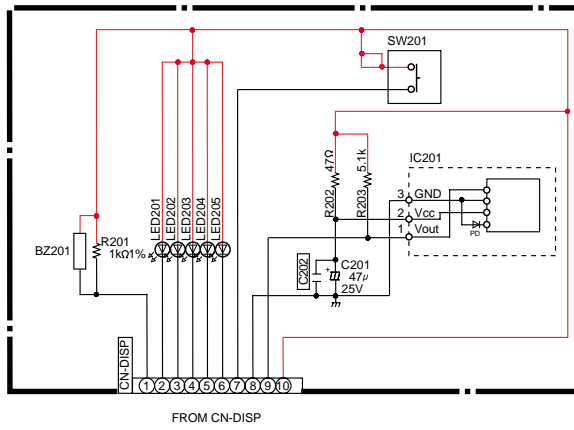 SW201
LED201
LED202
LED203
LED204
LED205
47Ω
R202
5.1k
R203
IC201
3 GND
2 Vcc
1 Vout
PD
BZ201
R201
1kΩ1%
C202
+
C201
47μ
25V
CN-DISP
1 2 3 4 5 6 7 8 9 10
FROM CN-DISP